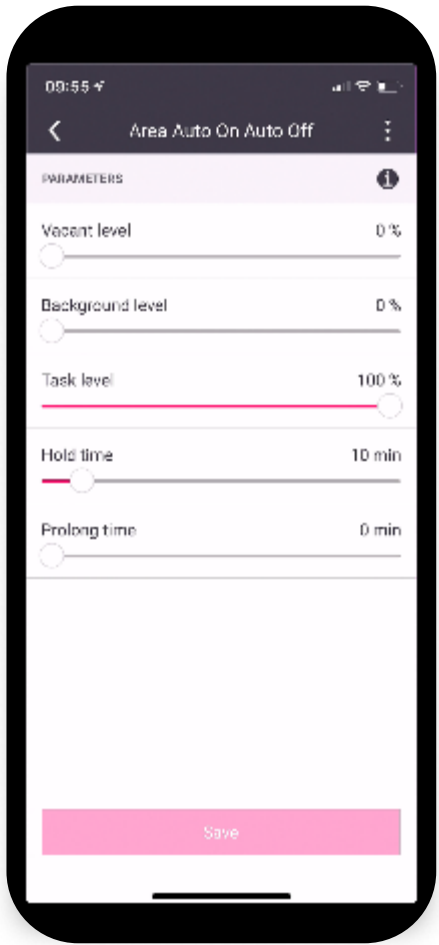 09:55
Area Auto On Auto Off
PARAMETERS
Vacant level 0 %
Background level 0 %
Task level 100 %
Hold time 10 min
Prolong time 0 min
Save